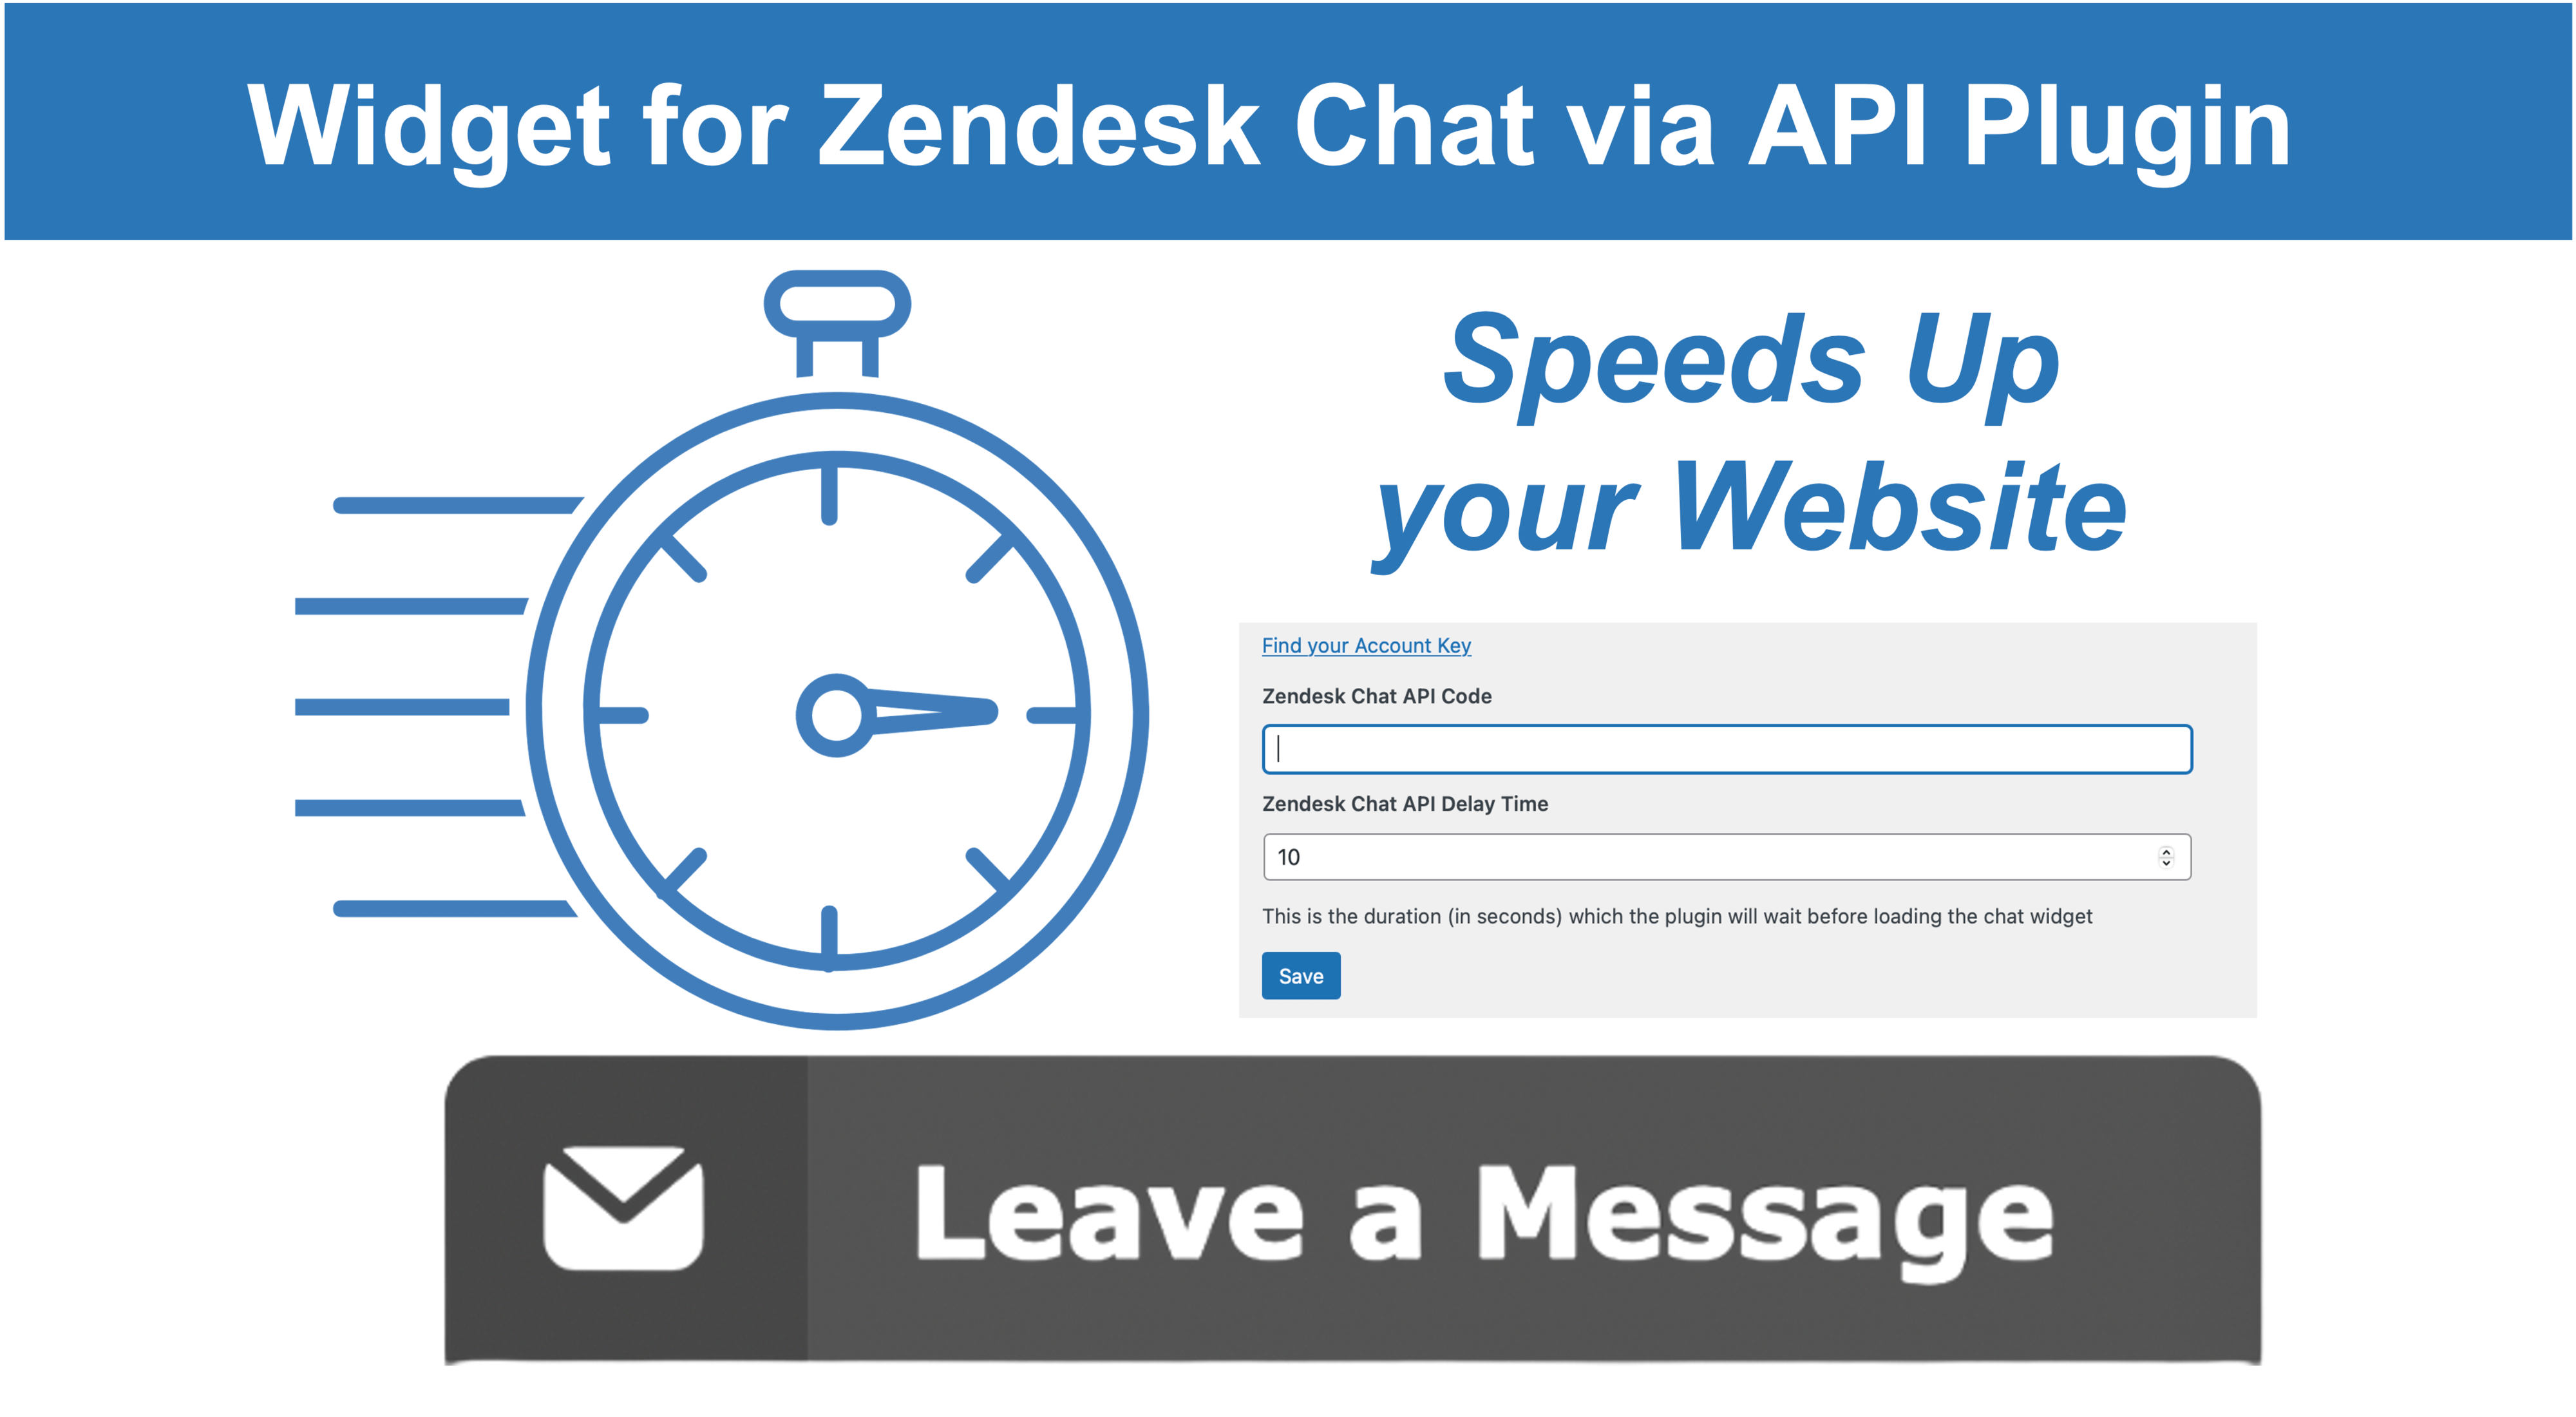 Widget for Zendesk Chat via API Plugin
Speeds Up
your Website
Find your Account Key
Zendesk Chat API Code
Zendesk Chat API Delay Time
10
This is the duration (in seconds) which the plugin will wait before loading the chat widget
Save
Leave a Message